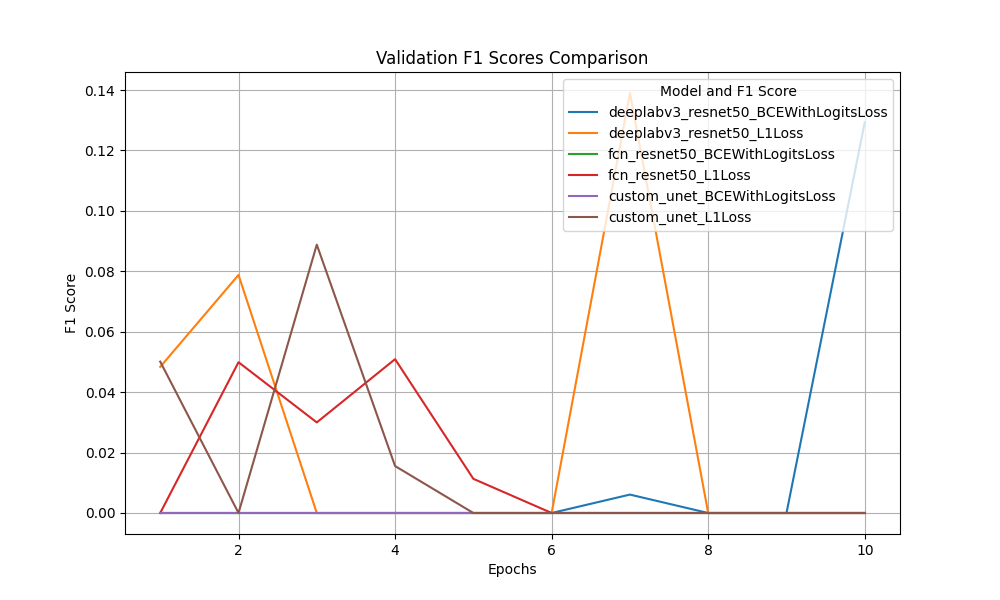 Validation F1 Scores Comparison
Model and F1 Score
deeplabv3_resnet50_BCEWithLogitsLoss
deeplabv3_resnet50_L1Loss
fcn_resnet50_BCEWithLogitsLoss
fcn_resnet50_L1Loss
custom_unet_BCEWithLogitsLoss
custom_unet_L1Loss
F1 Score
0.14
0.12
0.10
0.08
0.06
0.04
0.02
0.00
2 4 6 8 10
Epochs